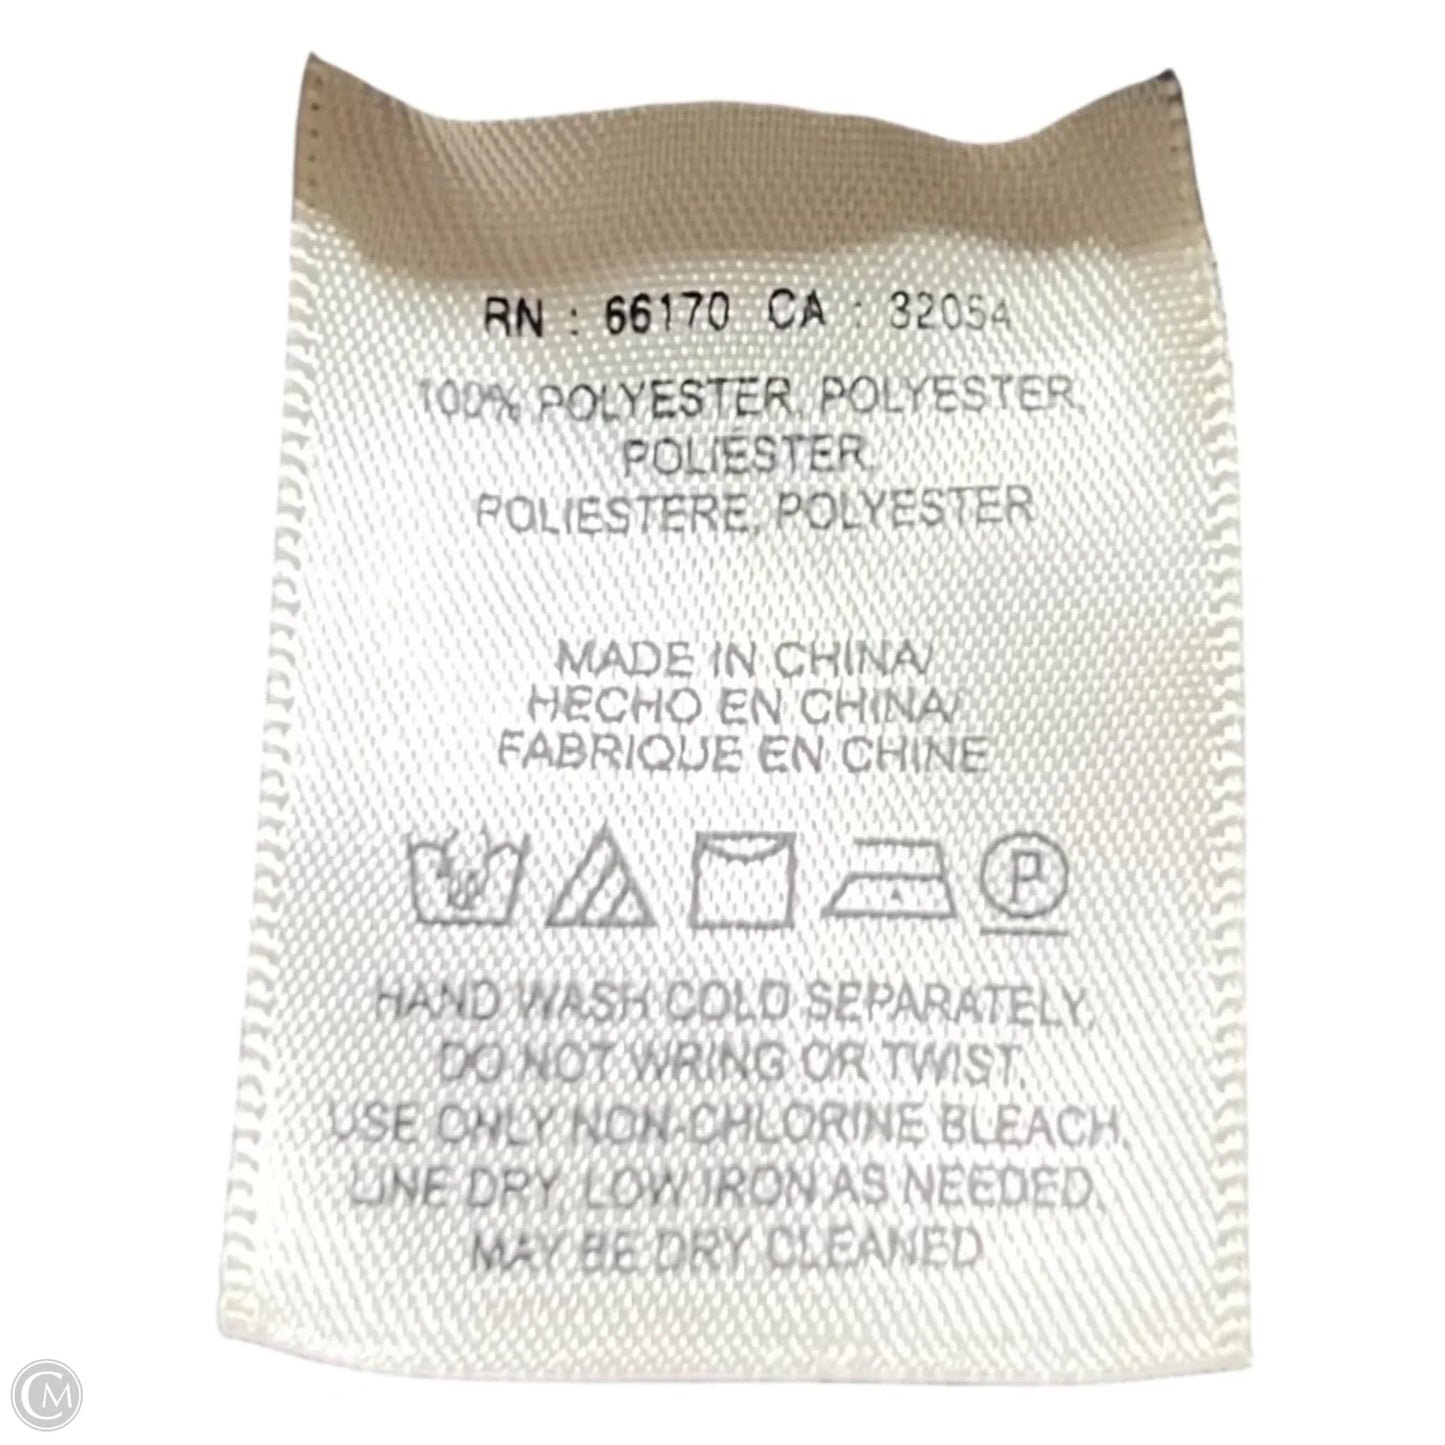 RN : 66170 CA : 32054
100% POLYESTER, POLYESTER,
POLIÉSTER,
POLIESTERE, POLYESTER
MADE IN CHINA/
HECHO EN CHINA/
FABRIQUE EN CHINE
P
HAND WASH COLD SEPARATELY,
DO NOT WRING OR TWIST,
USE ONLY NON-CHLORINE BLEACH,
LINE DRY, LOW IRON AS NEEDED,
MAY BE DRY CLEANED
CM